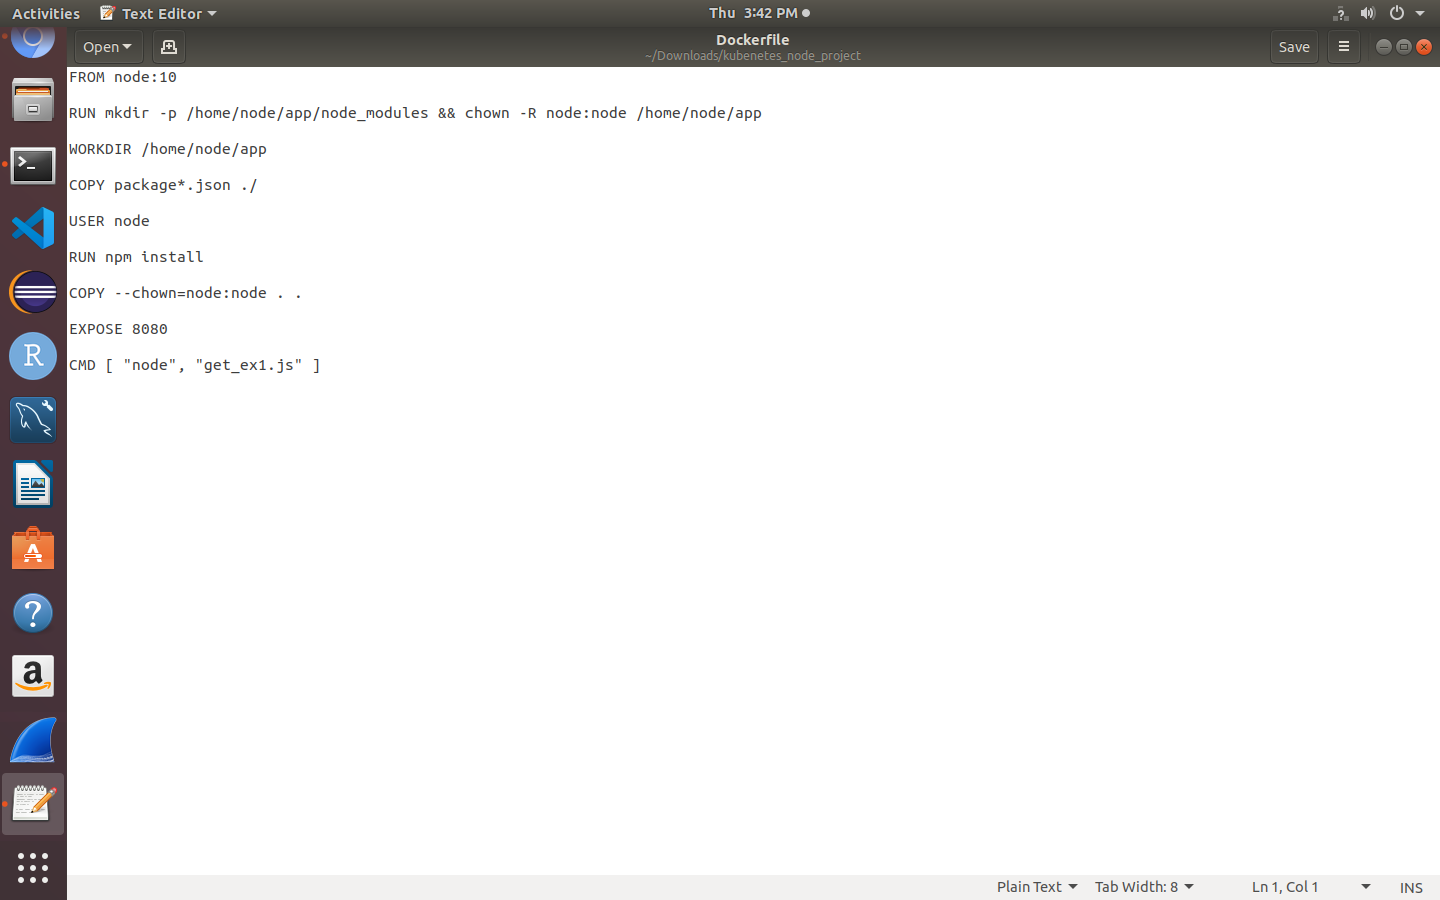 Activities Text Editor Thu 3:42 PM
Open Dockerfile Save
~/Downloads/kubenetes_node_project
FROM node:10
RUN mkdir -p /home/node/app/node_modules && chown -R node:node /home/node/app
WORKDIR /home/node/app
COPY package*.json ./
USER node
RUN npm install
COPY --chown=node:node . .
EXPOSE 8080
CMD [ "node", "get_ex1.js" ]
Plain Text Tab Width: 8 Ln 1, Col 1 INS